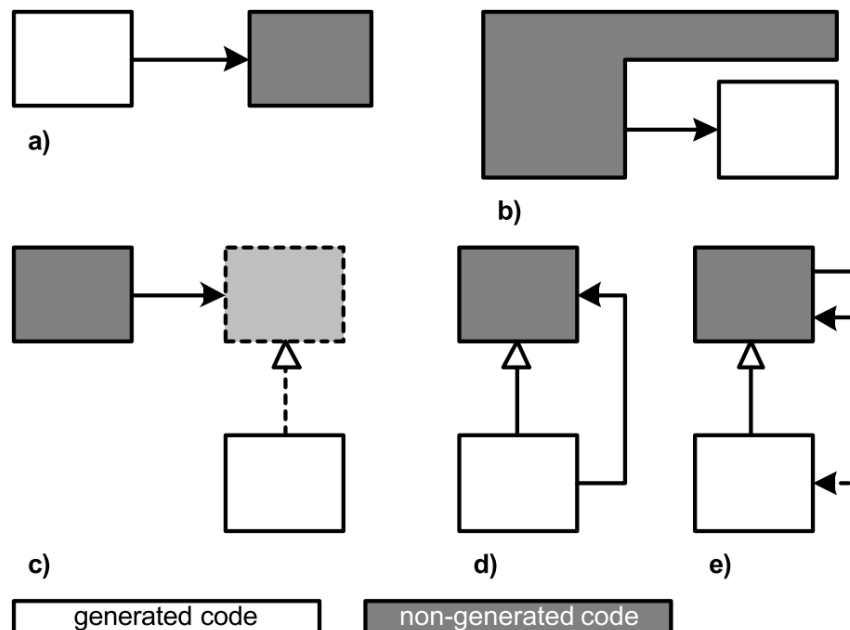 a)
b)
c)
d)
e)
generated code
non-generated code